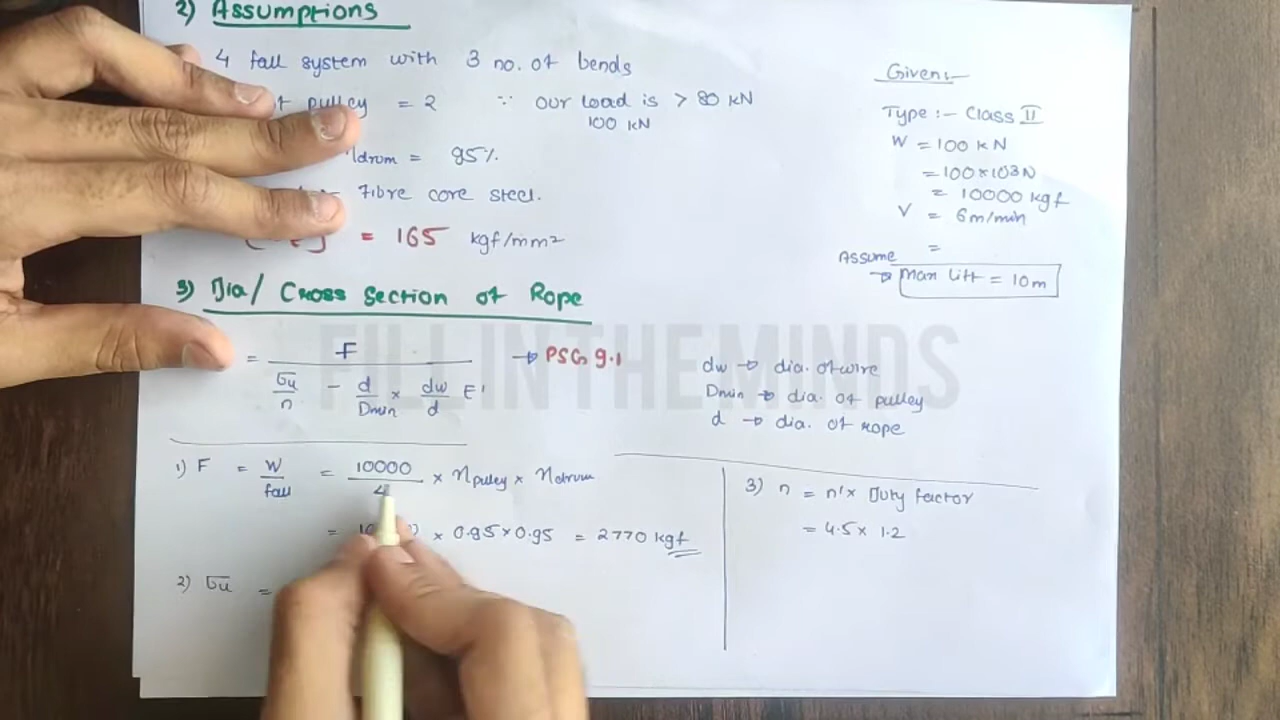 2) Assumptions
4 fall system with 3 no. of bends
pulley = 2 ∵ our load is > 80 kN
100 kN
ηdrum = 95%
Fibre core steel.
= 165 kgf/mm²
3) Dia/ Cross section of Rope
= F / (σu/n - d/Dmin × dw/d E') → PSG 9.1
1) F = W/fall = 10000/4 × ηpulley × ηdrum
= × 0.95 × 0.95 = 2770 kgf
2) σu =
Given:-
Type :- Class II
W = 100 kN
= 100×103N
= 10000 kgf
V = 6m/min
=
Assume
→ Max lift = 10m
dw → dia. of wire
Dmin → dia. of pulley
d → dia. of rope
3) n = n' × Duty factor
= 4.5 × 1.2
FILL IN THE MINDS